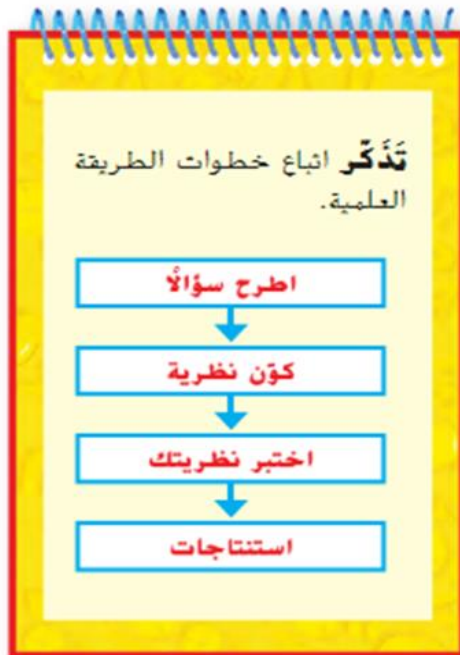 تَذَكَّر اتباع خطوات الطريقة
العلمية.
اطرح سؤالًا
كوّن نظرية
اختبر نظريتك
استنتاجات